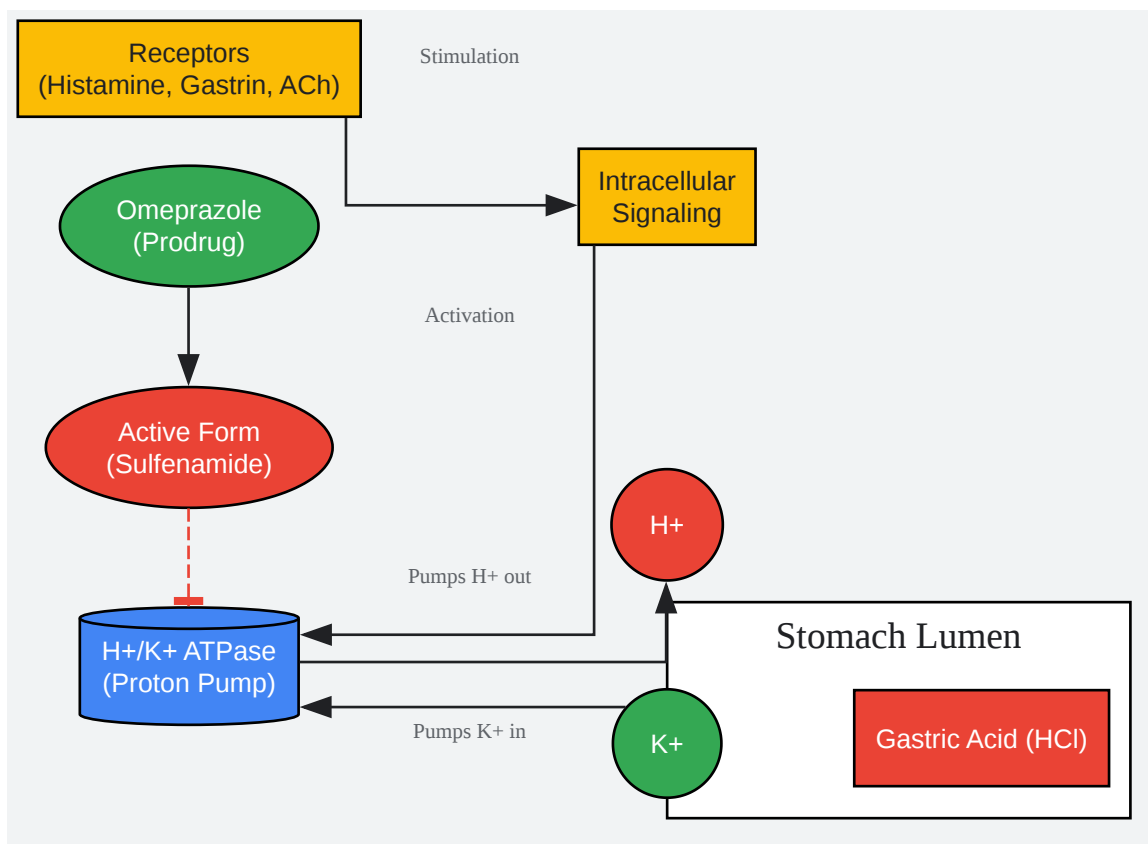 Receptors
(Histamine, Gastrin, ACh)
Stimulation
Intracellular
Signaling
Omeprazole
(Prodrug)
Activation
Active Form
(Sulfenamide)
H+
Pumps H+ out
H+/K+ ATPase
(Proton Pump)
Stomach Lumen
Pumps K+ in
K+
Gastric Acid (HCl)